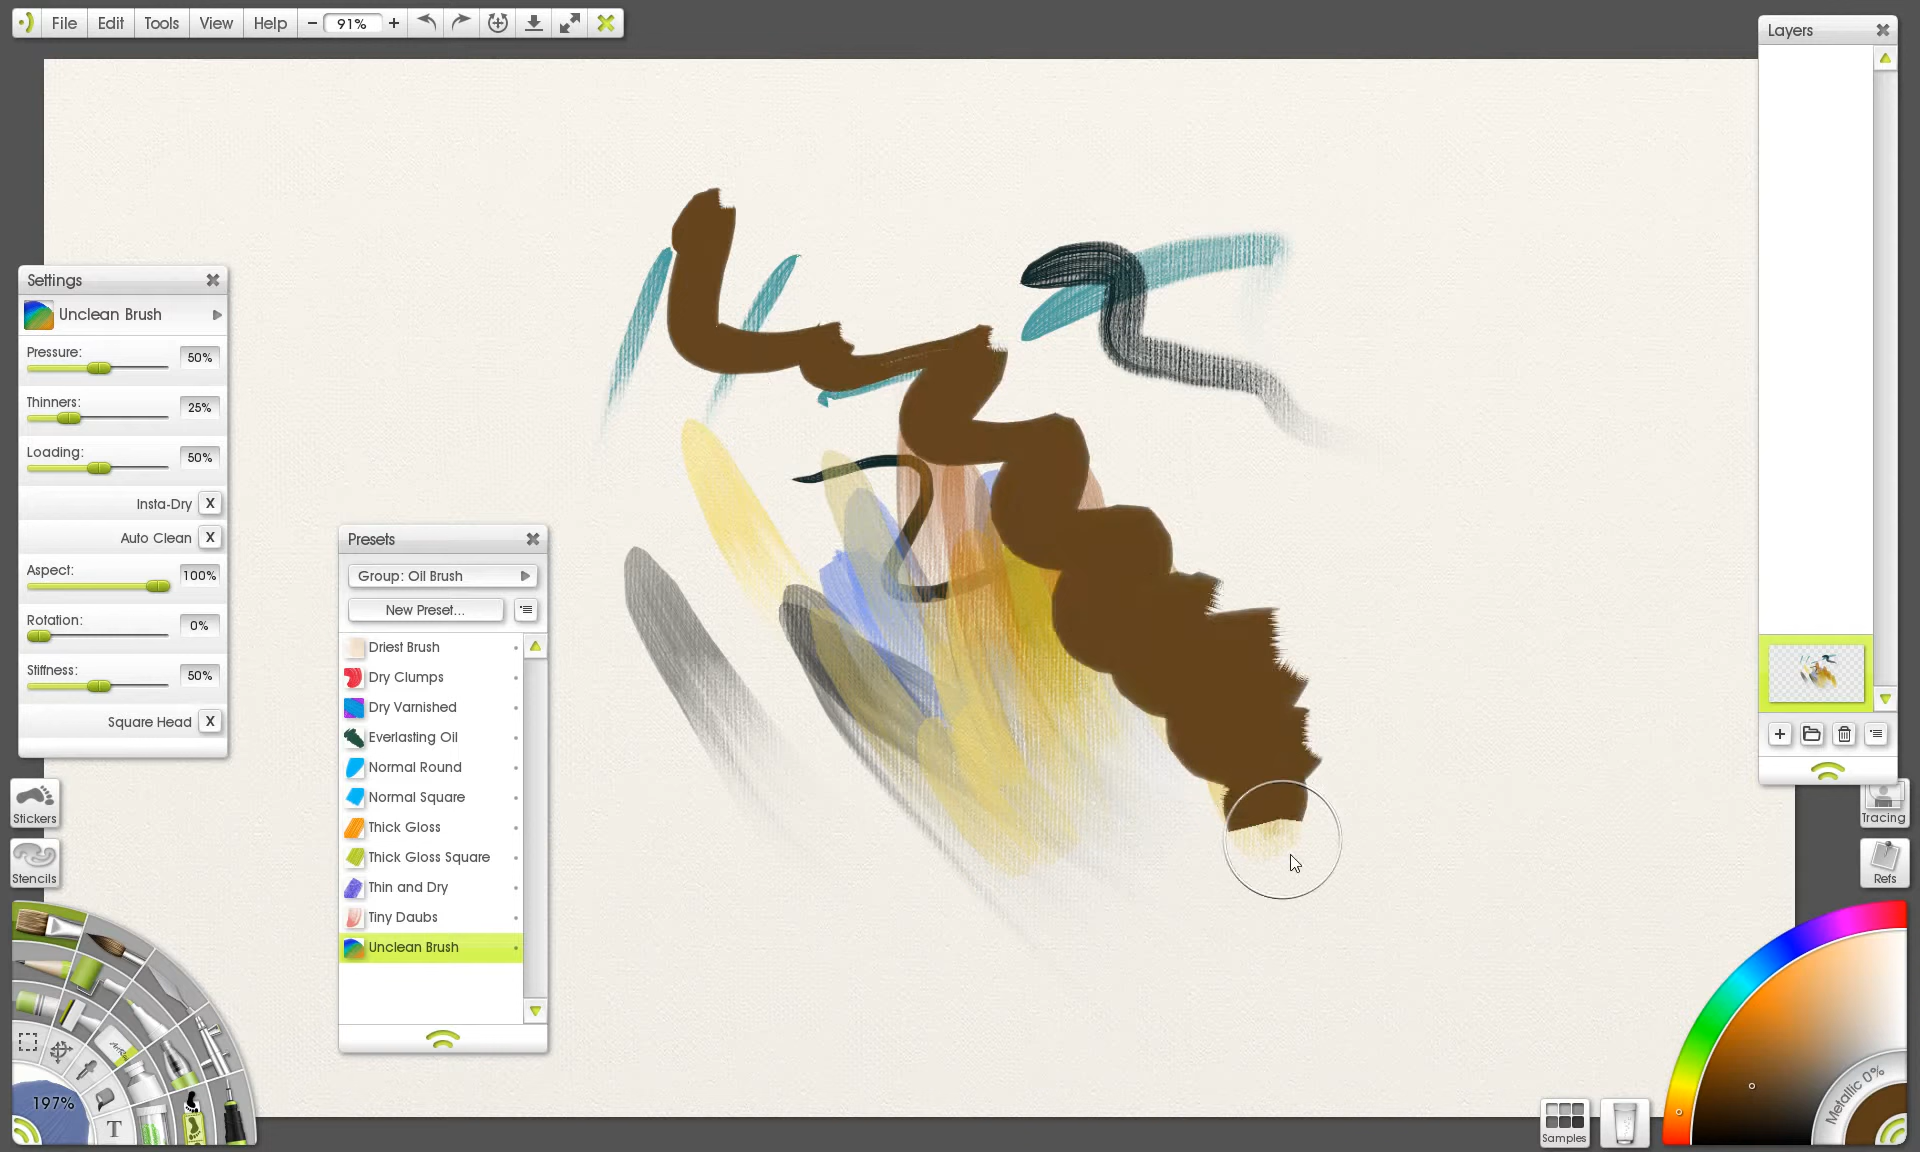 File Edit Tools View Help − 91% +
Layers
Settings
Unclean Brush
Pressure: 50%
Thinners: 25%
Loading: 50%
Insta-Dry X
Auto Clean X
Aspect: 100%
Rotation: 0%
Stiffness: 50%
Square Head X
Presets
Group: Oil Brush
New Preset...
Driest Brush
Dry Clumps
Dry Varnished
Everlasting Oil
Normal Round
Normal Square
Thick Gloss
Thick Gloss Square
Thin and Dry
Tiny Daubs
Unclean Brush
Stickers
Stencils
Tracing
Refs
197%
T
Samples
Metallic 0%